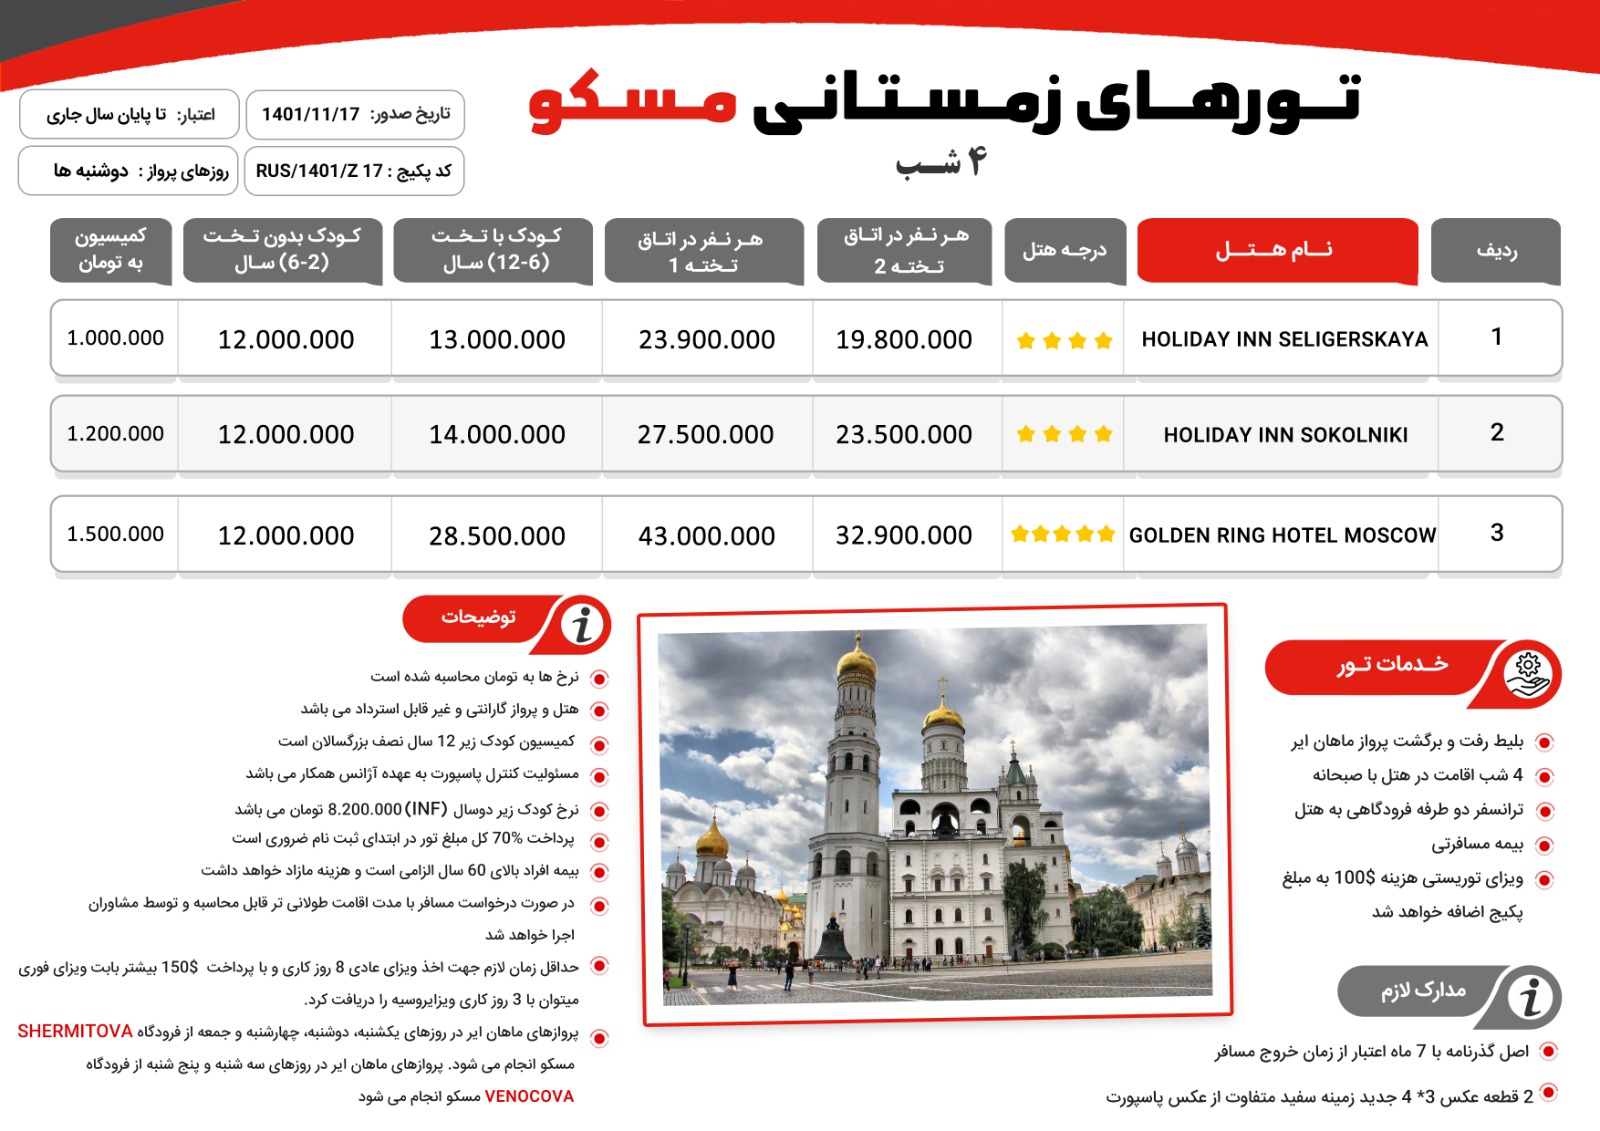 تورهای زمستانی مسکو
۴ شب
تاریخ صدور: 1401/11/17
اعتبار: تا پایان سال جاری
کد پکیج : RUS/1401/Z 17
روزهای پرواز : دوشنبه ها
ردیف
نام هتل
درجه هتل
هر نفر در اتاق
2 تخته
هر نفر در اتاق
1 تخته
کودک با تخت
(12-6) سال
کودک بدون تخت
(6-2) سال
کمیسیون
به تومان
1 HOLIDAY INN SELIGERSKAYA 19.800.000 23.900.000 13.000.000 12.000.000 1.000.000
2 HOLIDAY INN SOKOLNIKI 23.500.000 27.500.000 14.000.000 12.000.000 1.200.000
3 GOLDEN RING HOTEL MOSCOW 32.900.000 43.000.000 28.500.000 12.000.000 1.500.000
خدمات تور
بلیط رفت و برگشت پرواز ماهان ایر
4 شب اقامت در هتل با صبحانه
ترانسفر دو طرفه فرودگاهی به هتل
بیمه مسافرتی
ویزای توریستی هزینه $100 به مبلغ
پکیج اضافه خواهد شد
مدارک لازم
اصل گذرنامه با 7 ماه اعتبار از زمان خروج مسافر
2 قطعه عکس 3* 4 جدید زمینه سفید متفاوت از عکس پاسپورت
توضیحات
نرخ ها به تومان محاسبه شده است
هتل و پرواز گارانتی و غیر قابل استرداد می باشد
کمیسیون کودک زیر 12 سال نصف بزرگسالان است
مسئولیت کنترل پاسپورت به عهده آژانس همکار می باشد
نرخ کودک زیر دوسال (INF) 8.200.000 تومان می باشد
پرداخت %70 کل مبلغ تور در ابتدای ثبت نام ضروری است
بیمه افراد بالای 60 سال الزامی است و هزینه مازاد خواهد داشت
در صورت درخواست مسافر با مدت اقامت طولانی تر قابل محاسبه و توسط مشاوران
اجرا خواهد شد
حداقل زمان لازم جهت اخذ ویزای عادی 8 روز کاری و با پرداخت $150 بیشتر بابت ویزای فوری
میتوان با 3 روز کاری ویزایروسیه را دریافت کرد.
پروازهای ماهان ایر در روزهای یکشنبه، دوشنبه، چهارشنبه و جمعه از فرودگاه SHERMITOVA
مسکو انجام می شود. پروازهای ماهان ایر در روزهای سه شنبه و پنج شنبه از فرودگاه
VENOCOVA مسکو انجام می شود